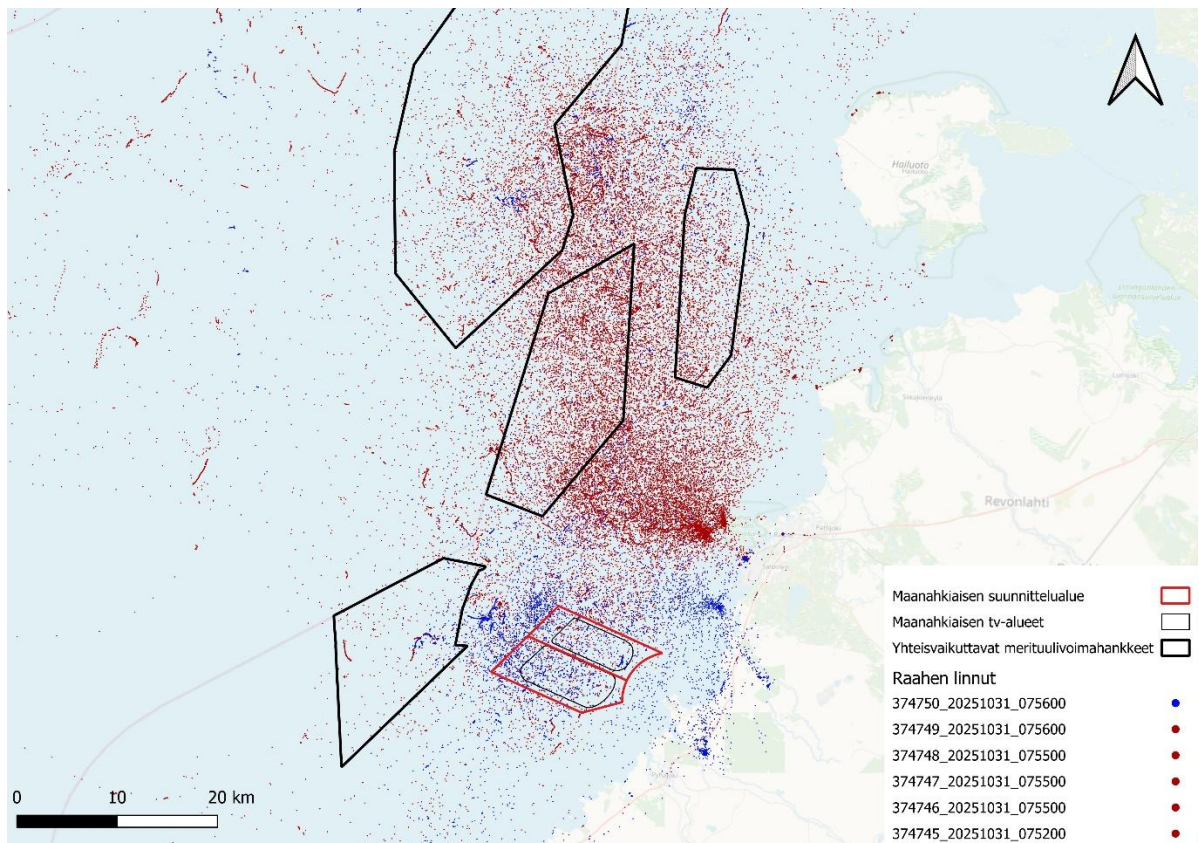 Hailuoto
Revonlahti
Pattijoki
Maanahkiaisen suunnittelualue
Maanahkiaisen tv-alueet
Yhteisvaikuttavat merituulivoimahankkeet
Raahen linnut
374750_20251031_075600
374749_20251031_075600
374748_20251031_075500
374747_20251031_075500
374746_20251031_075500
374745_20251031_075200
0 10 20 km